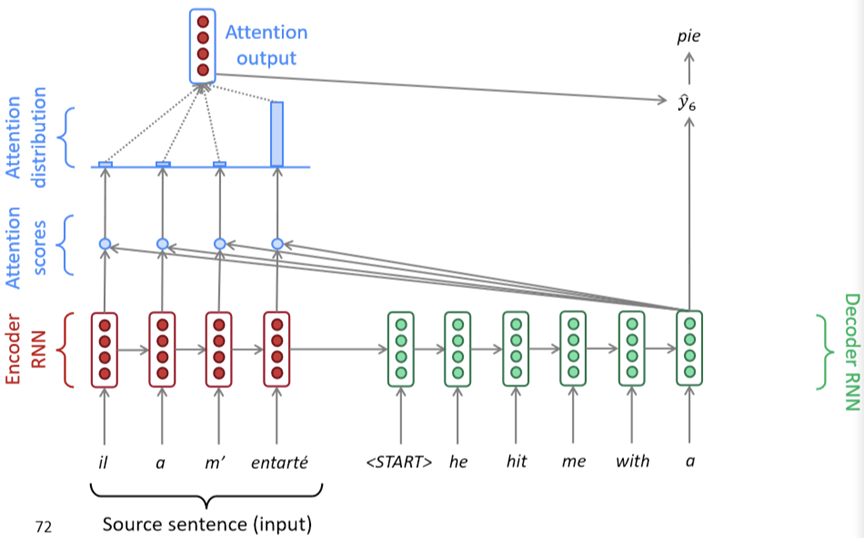 Attention
output
pie
ŷ₆
Attention
distribution
Attention
scores
Encoder
RNN
Decoder RNN
il a m’ entarté <START> he hit me with a
Source sentence (input)
72